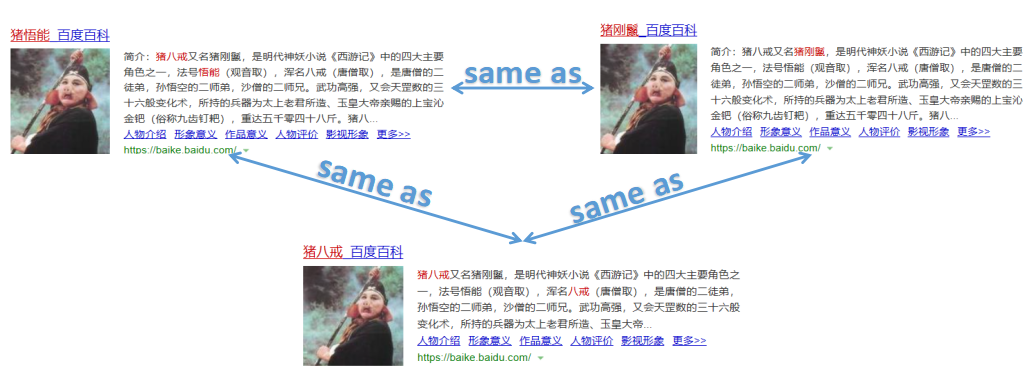 猪悟能_百度百科
简介：猪八戒又名猪刚鬣，是明代神妖小说《西游记》中的四大主要
角色之一，法号悟能（观音取），浑名八戒（唐僧取），是唐僧的二
徒弟，孙悟空的二师弟，沙僧的二师兄。武功高强，又会天罡数的三
十六般变化术，所持的兵器为太上老君所造、玉皇大帝亲赐的上宝沁
金钯（俗称九齿钉耙），重达五千零四十八斤。猪八...
人物介绍 形象意义 作品意义 人物评价 影视形象 更多>>
https://baike.baidu.com/
same as
猪刚鬣_百度百科
简介：猪八戒又名猪刚鬣，是明代神妖小说《西游记》中的四大主要
角色之一，法号悟能（观音取），浑名八戒（唐僧取），是唐僧的二
徒弟，孙悟空的二师弟，沙僧的二师兄。武功高强，又会天罡数的三
十六般变化术，所持的兵器为太上老君所造、玉皇大帝亲赐的上宝沁
金钯（俗称九齿钉耙），重达五千零四十八斤。猪八...
人物介绍 形象意义 作品意义 人物评价 影视形象 更多>>
https://baike.baidu.com/
same as
same as
猪八戒_百度百科
猪八戒又名猪刚鬣，是明代神妖小说《西游记》中的四大主要角色之
一，法号悟能（观音取），浑名八戒（唐僧取），是唐僧的二徒弟，
孙悟空的二师弟，沙僧的二师兄。武功高强，又会天罡数的三十六般
变化术，所持的兵器为太上老君所造、玉皇大帝...
人物介绍 形象意义 作品意义 人物评价 影视形象 更多>>
https://baike.baidu.com/